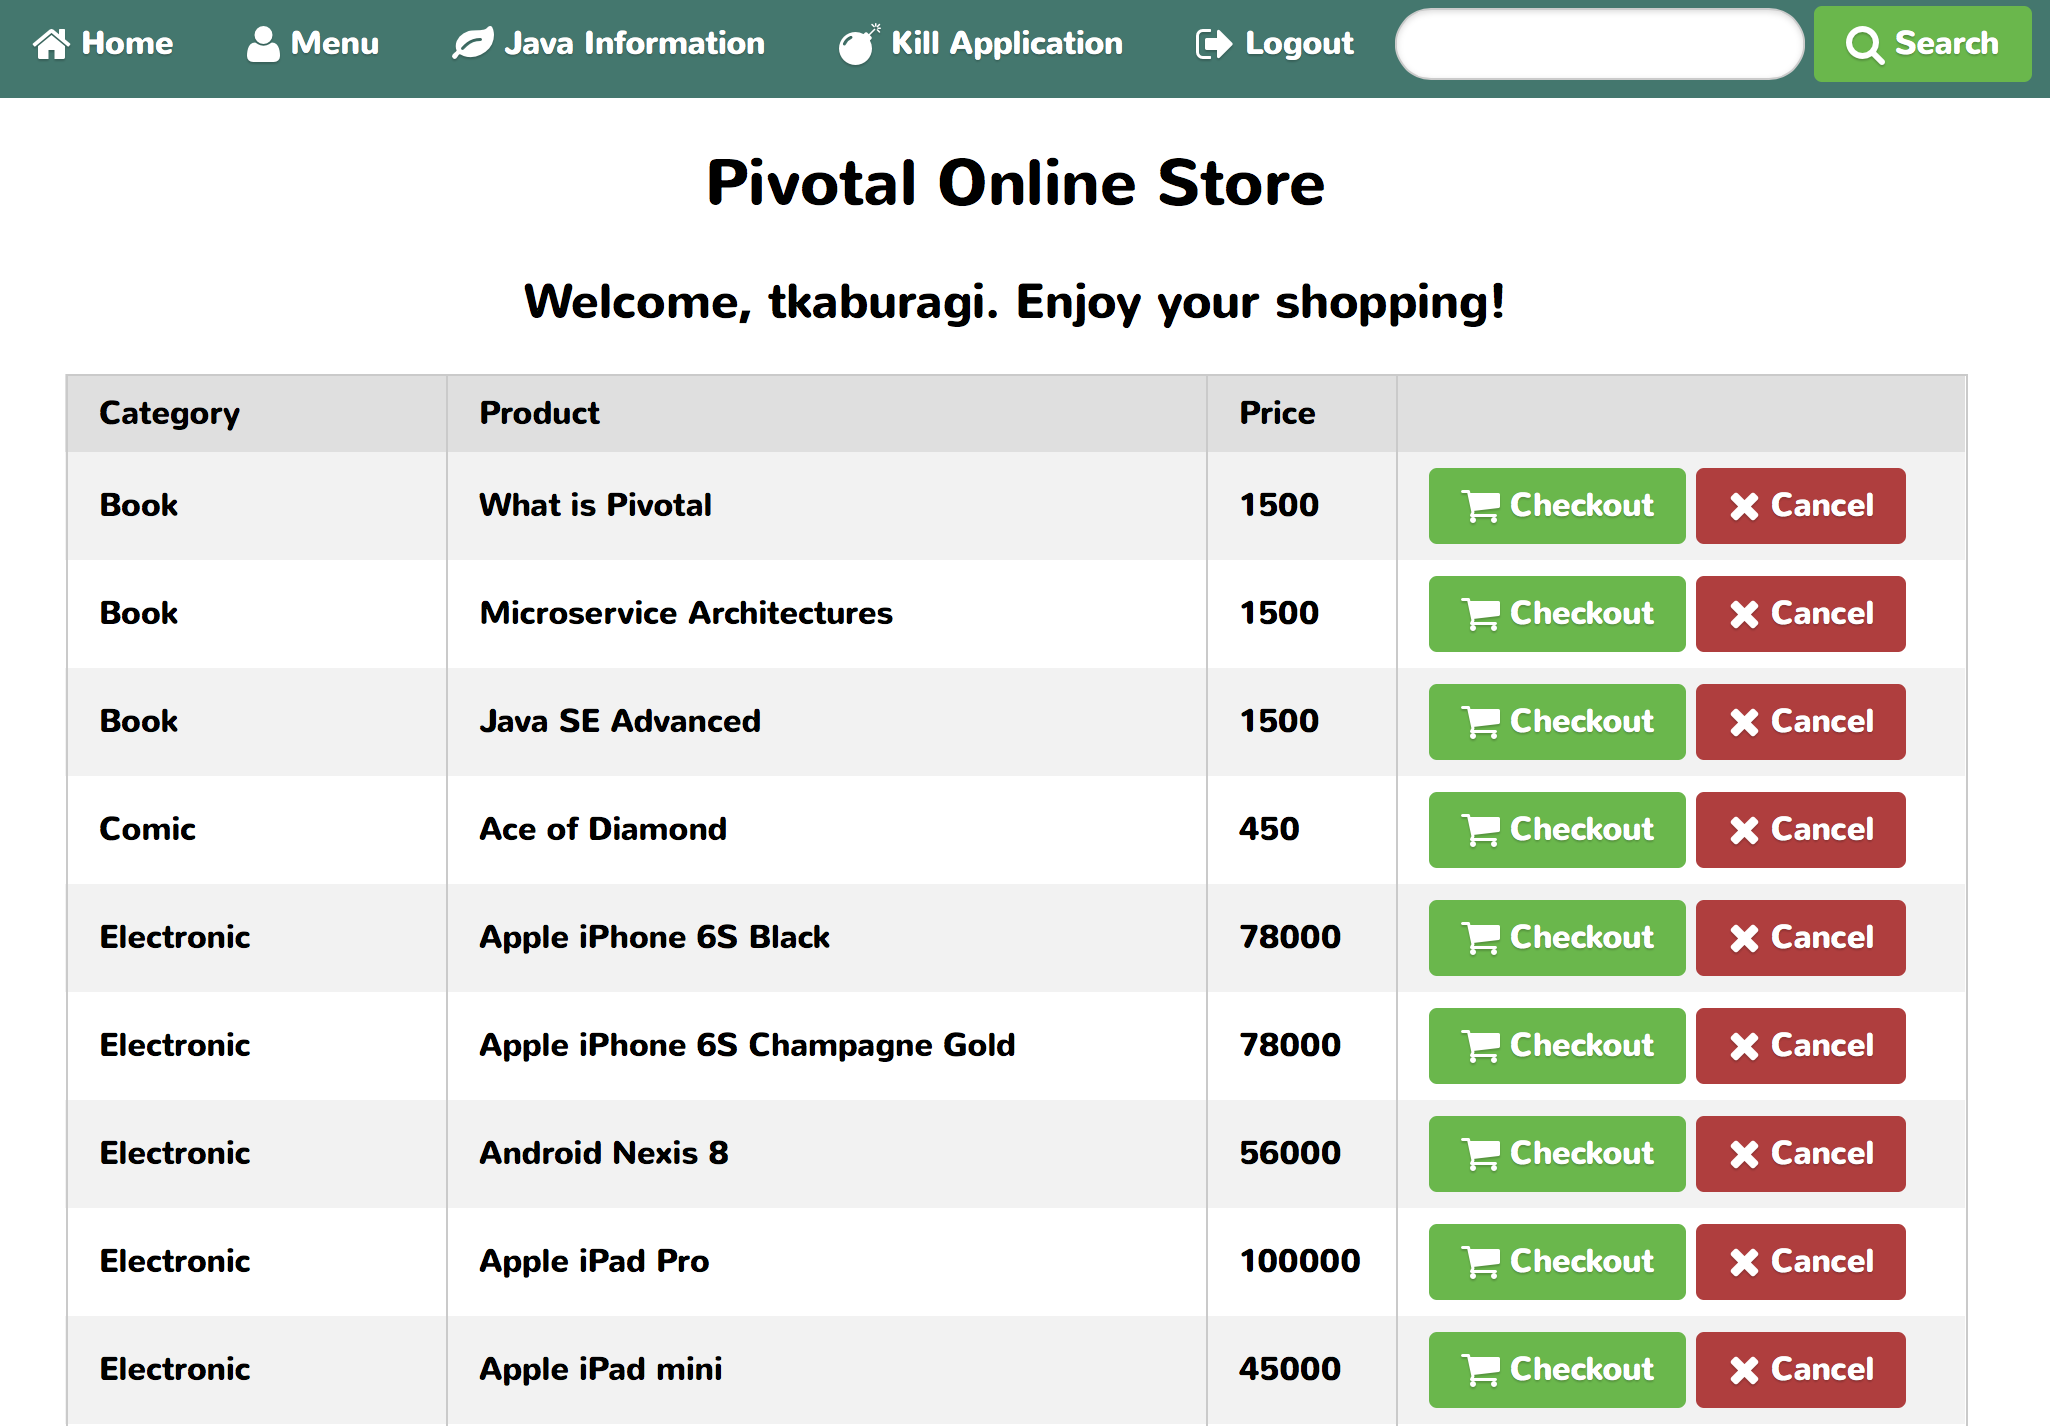 Home Menu Java Information Kill Application Logout Search
Pivotal Online Store
Welcome, tkaburagi. Enjoy your shopping!
Category Product Price
Book What is Pivotal 1500 Checkout Cancel
Book Microservice Architectures 1500 Checkout Cancel
Book Java SE Advanced 1500 Checkout Cancel
Comic Ace of Diamond 450 Checkout Cancel
Electronic Apple iPhone 6S Black 78000 Checkout Cancel
Electronic Apple iPhone 6S Champagne Gold 78000 Checkout Cancel
Electronic Android Nexis 8 56000 Checkout Cancel
Electronic Apple iPad Pro 100000 Checkout Cancel
Electronic Apple iPad mini 45000 Checkout Cancel